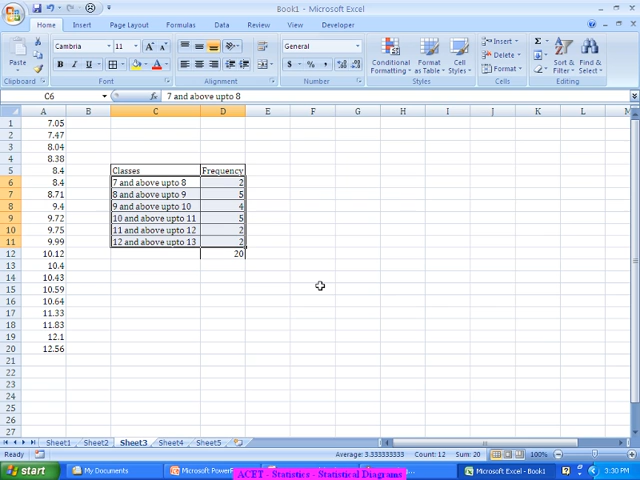 Book1 - Microsoft Excel
Home Insert Page Layout Formulas Data Review View Developer
Paste
Cambria 11
General
Conditional Formatting
Format as Table
Cell Styles
Insert
Delete
Format
Sort & Filter
Find & Select
Clipboard Font Alignment Number Styles Cells Editing
C6 fx 7 and above upto 8
A B C D E F G H I J K L M
1 7.05
2 7.47
3 8.04
4 8.38
5 8.4 Classes Frequency
6 8.4 7 and above upto 8 2
7 8.71 8 and above upto 9 5
8 9.4 9 and above upto 10 4
9 9.72 10 and above upto 11 5
10 9.75 11 and above upto 12 2
11 9.99 12 and above upto 13 2
12 10.12 20
13 10.4
14 10.43
15 10.59
16 10.64
17 11.33
18 11.83
19 12.1
20 12.56
21
22
23
24
25
26
27
Sheet1 Sheet2 Sheet3 Sheet4 Sheet5
Ready Average: 3.333333333 Count: 12 Sum: 20 100%
start My Documents Microsoft PowerP Microsoft Excel - Book1 3:30 PM
ACET - Statistics - Statistical Diagrams